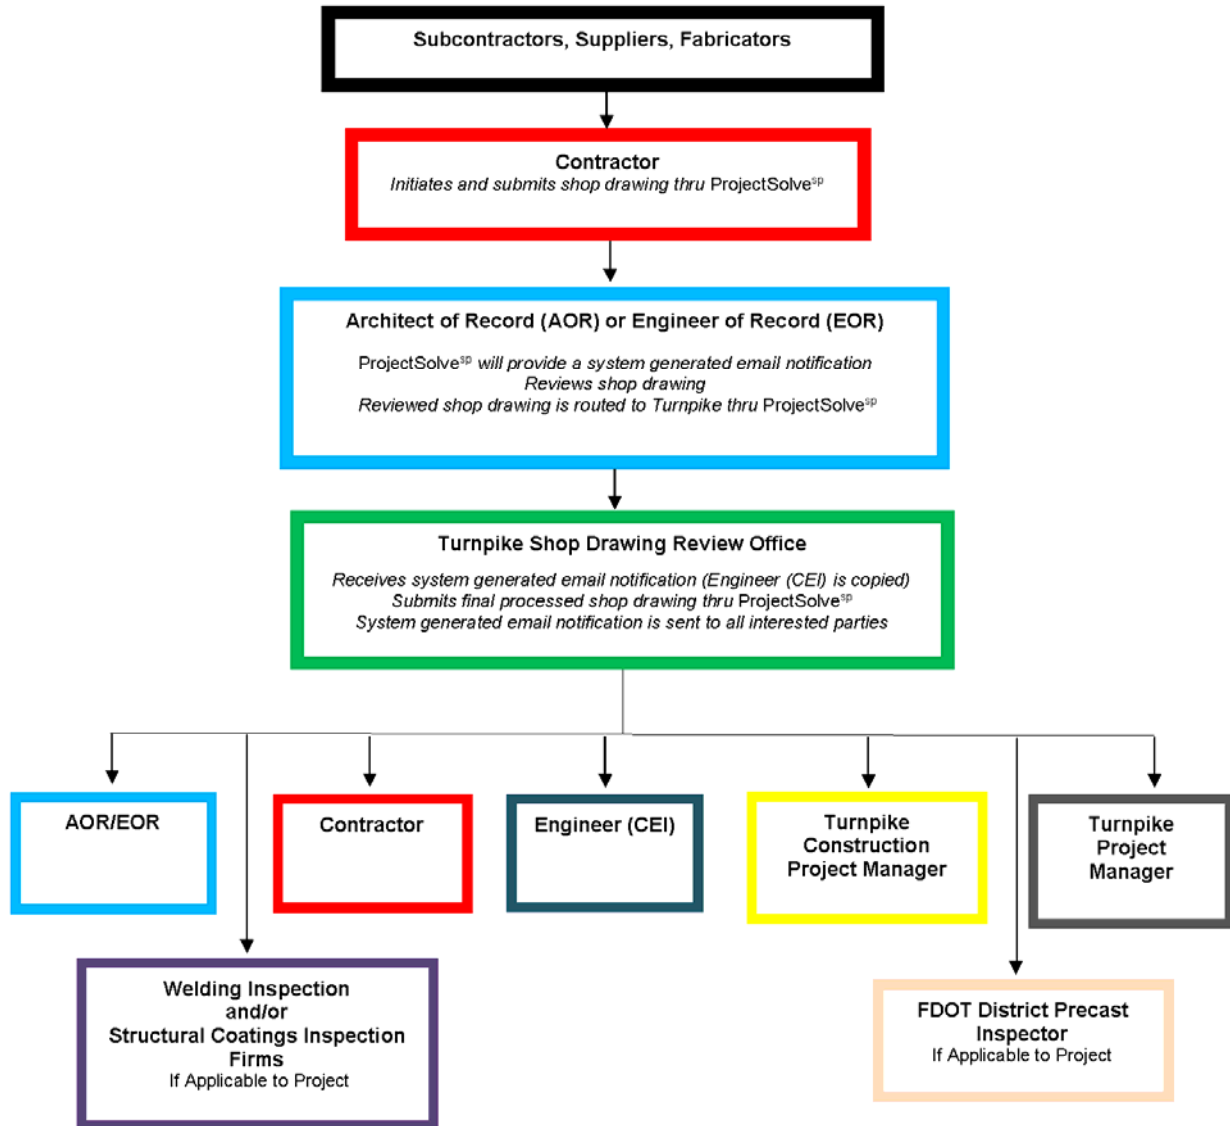 Subcontractors, Suppliers, Fabricators
Contractor
Initiates and submits shop drawing thru ProjectSolveˢᵖ
Architect of Record (AOR) or Engineer of Record (EOR)
ProjectSolveˢᵖ will provide a system generated email notification
Reviews shop drawing
Reviewed shop drawing is routed to Turnpike thru ProjectSolveˢᵖ
Turnpike Shop Drawing Review Office
Receives system generated email notification (Engineer (CEI) is copied)
Submits final processed shop drawing thru ProjectSolveˢᵖ
System generated email notification is sent to all interested parties
AOR/EOR
Contractor
Engineer (CEI)
Turnpike
Construction
Project Manager
Turnpike
Project
Manager
Welding Inspection
and/or
Structural Coatings Inspection
Firms
If Applicable to Project
FDOT District Precast
Inspector
If Applicable to Project